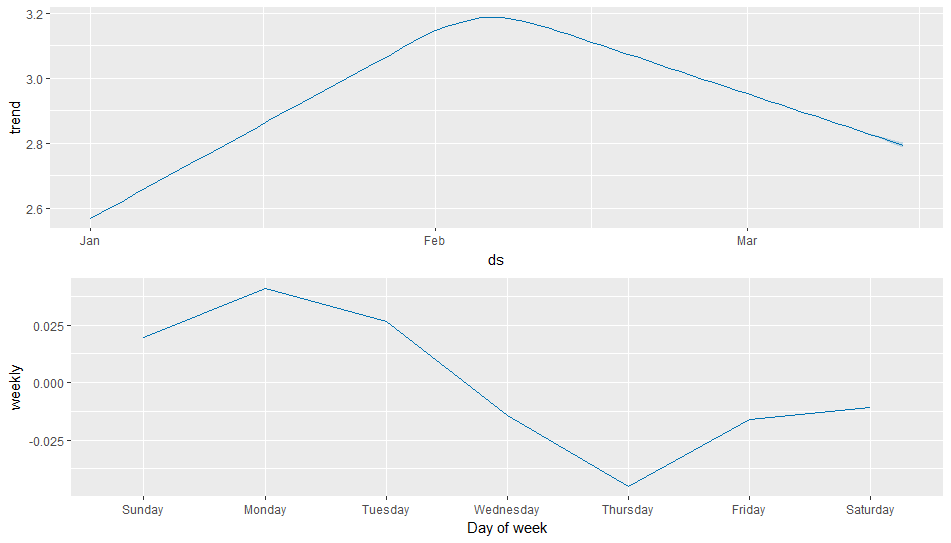 3.2
3.0
2.8
2.6
trend
Jan Feb Mar
ds
0.025
0.000
-0.025
weekly
Sunday Monday Tuesday Wednesday Thursday Friday Saturday
Day of week